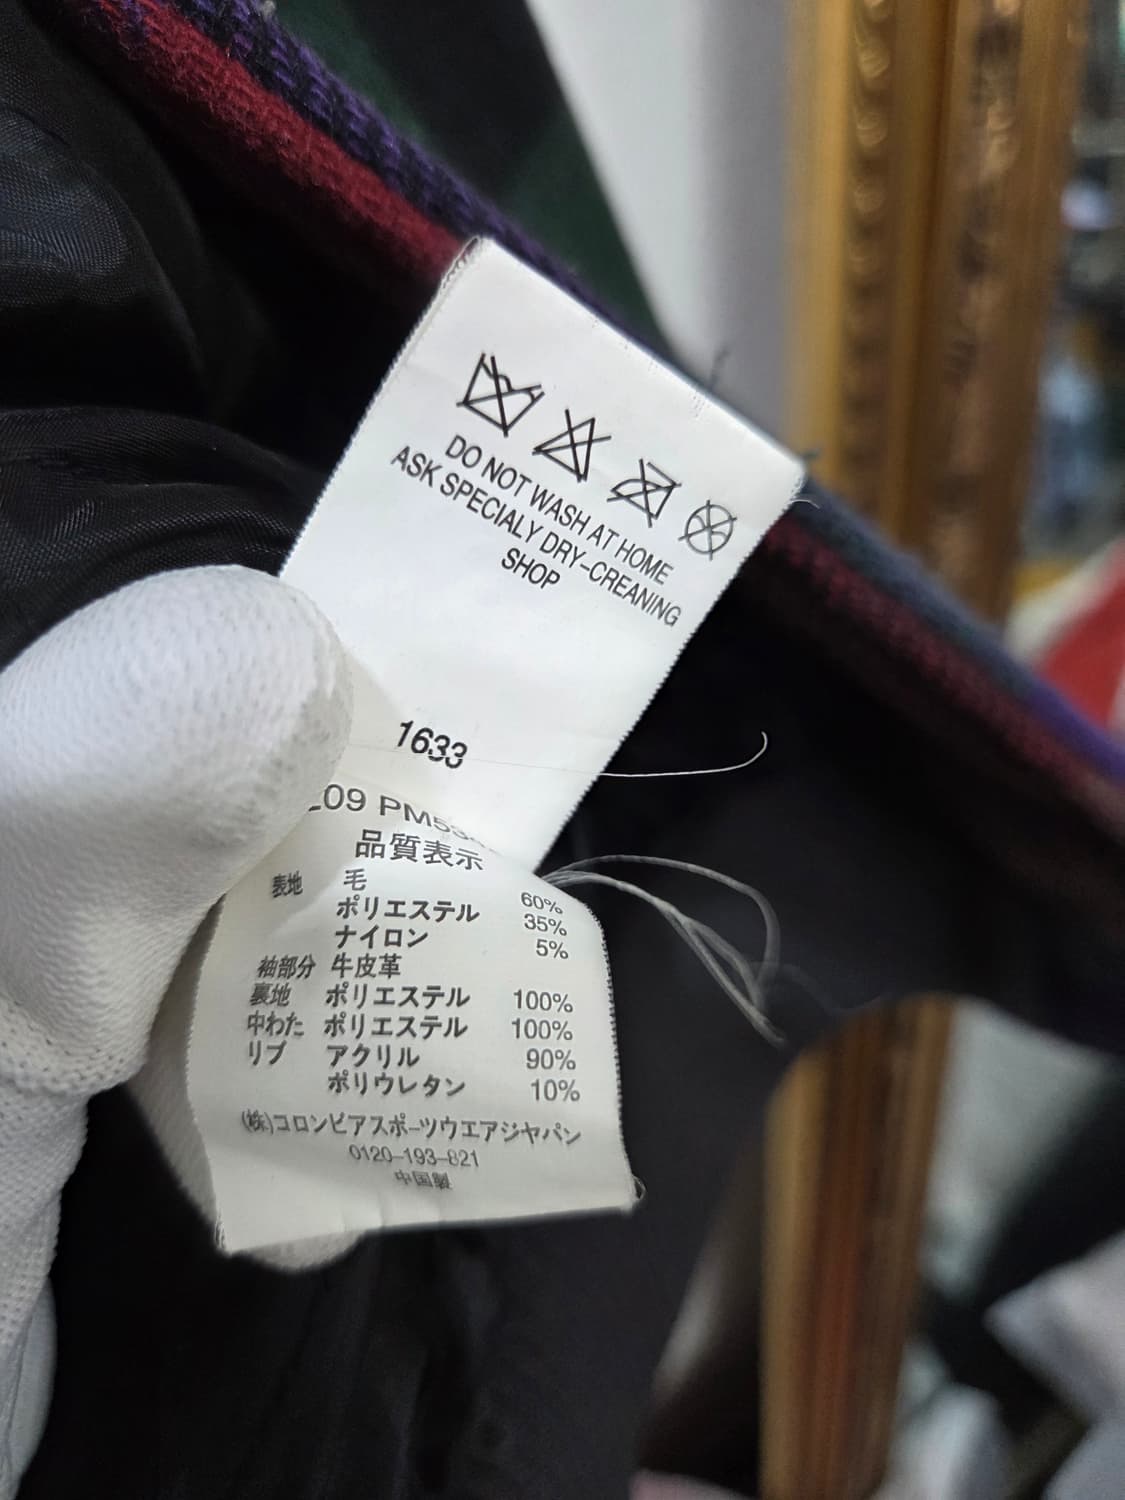 DO NOT WASH AT HOME
ASK SPECIALY DRY-CREANING
SHOP
1633
09 PM53
品質表示
表地 毛 60%
ポリエステル 35%
ナイロン 5%
袖部分 牛皮革
裏地 ポリエステル 100%
中わた ポリエステル 100%
リブ アクリル 90%
ポリウレタン 10%
(株)コロンビアスポーツウエアジヤパン
0120-193-821
中国製